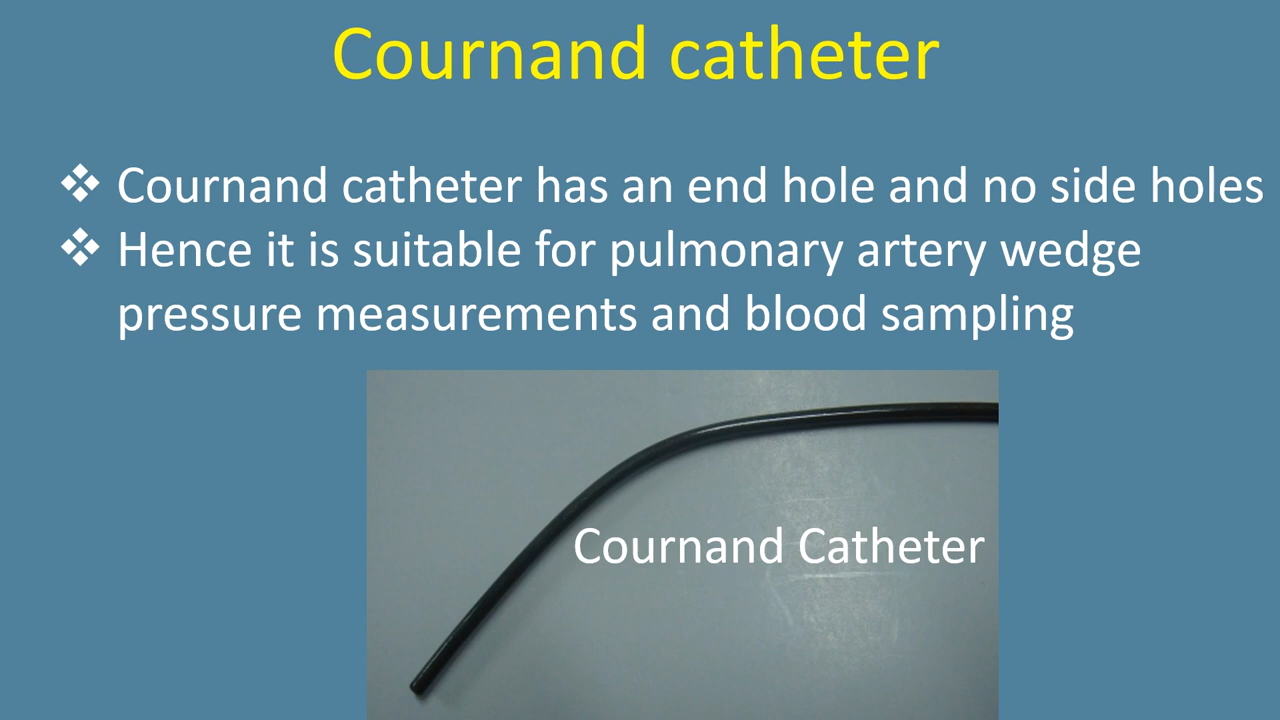 Cournand catheter
❖ Cournand catheter has an end hole and no side holes
❖ Hence it is suitable for pulmonary artery wedge
pressure measurements and blood sampling
Cournand Catheter